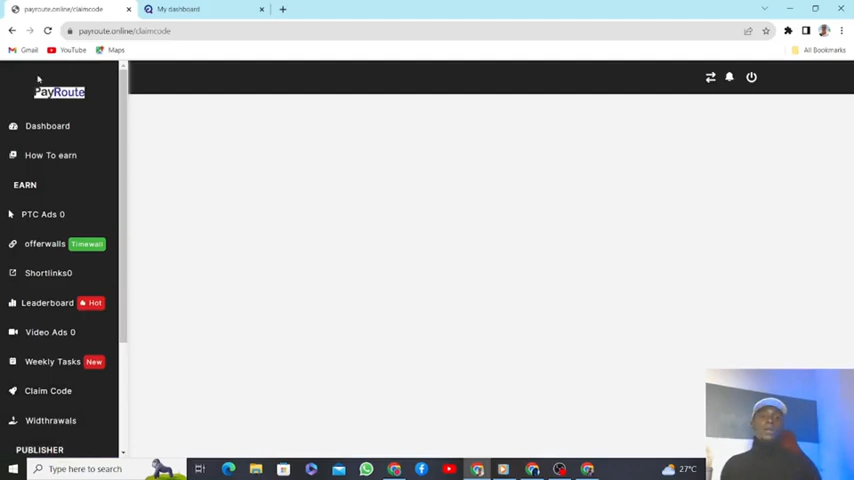 payroute.online/claimcode
My dashboard
payroute.online/claimcode
Gmail
YouTube
Maps
All Bookmarks
PayRoute
Dashboard
How To earn
EARN
PTC Ads 0
offerwalls Timewall
Shortlinks0
Leaderboard Hot
Video Ads 0
Weekly Tasks New
Claim Code
Widthrawals
PUBLISHER
Type here to search
27°C